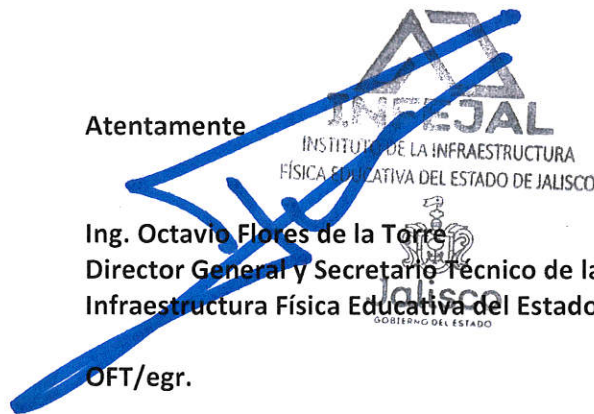 Atentamente
INFEJAL
INSTITUTO DE LA INFRAESTRUCTURA
FÍSICA EDUCATIVA DEL ESTADO DE JALISCO
Ing. Octavio Flores de la Torre
Director General y Secretario Técnico de la
Infraestructura Física Educativa del Estado
Jalisco
GOBIERNO DEL ESTADO
OFT/egr.